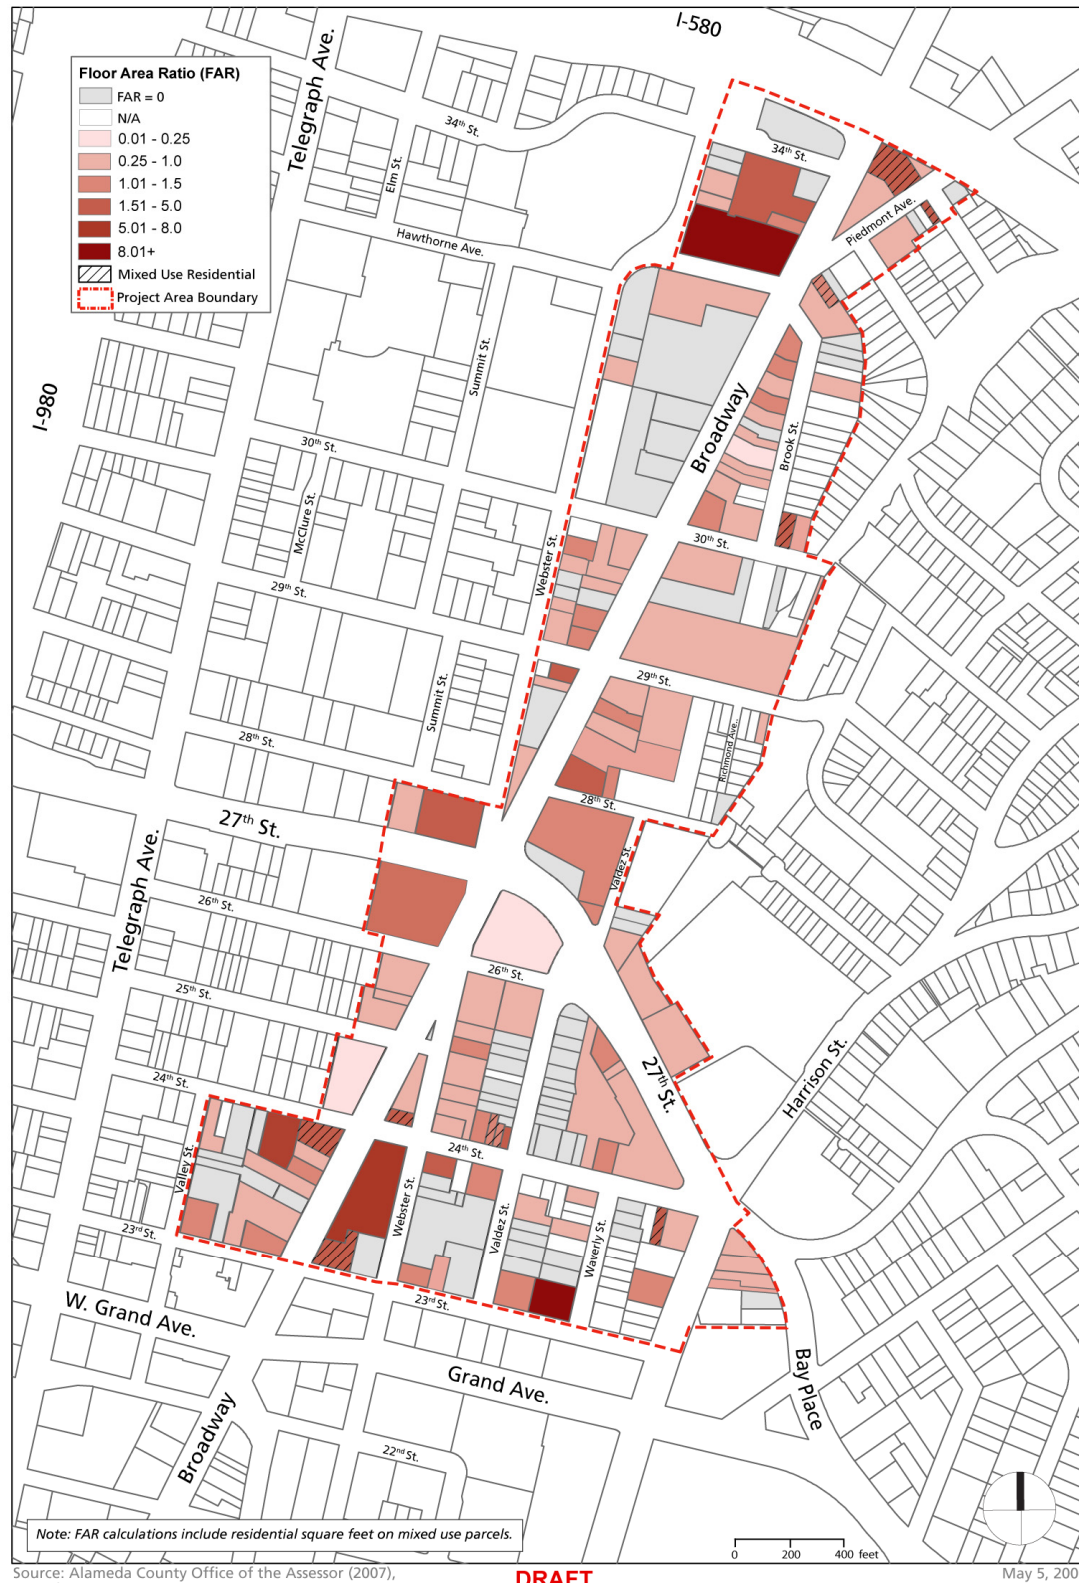 I-580
Floor Area Ratio (FAR)
FAR = 0
N/A
0.01 - 0.25
0.25 - 1.0
1.01 - 1.5
1.51 - 5.0
5.01 - 8.0
8.01+
Mixed Use Residential
Project Area Boundary
Telegraph Ave.
34th St.
34th St.
Elm St.
Piedmont Ave.
Hawthorne Ave.
Summit St.
I-980
Broadway
Brook St.
30th St.
McClure St.
30th St.
Webster St.
29th St.
29th St.
Summit St.
Richmond Ave..
28th St.
28th St.
27th St.
Valdez St.
Telegraph Ave.
26th St.
26th St.
25th St.
27th St.
Harrison St.
24th St.
24th St.
Valley St.
Webster St.
Valdez St.
Waverly St.
23rd St.
23rd St.
W. Grand Ave.
Grand Ave.
Bay Place
Broadway
22nd St.
Note: FAR calculations include residential square feet on mixed use parcels.
0 200 400 feet
Source: Alameda County Office of the Assessor (2007),
DRAFT
May 5, 200